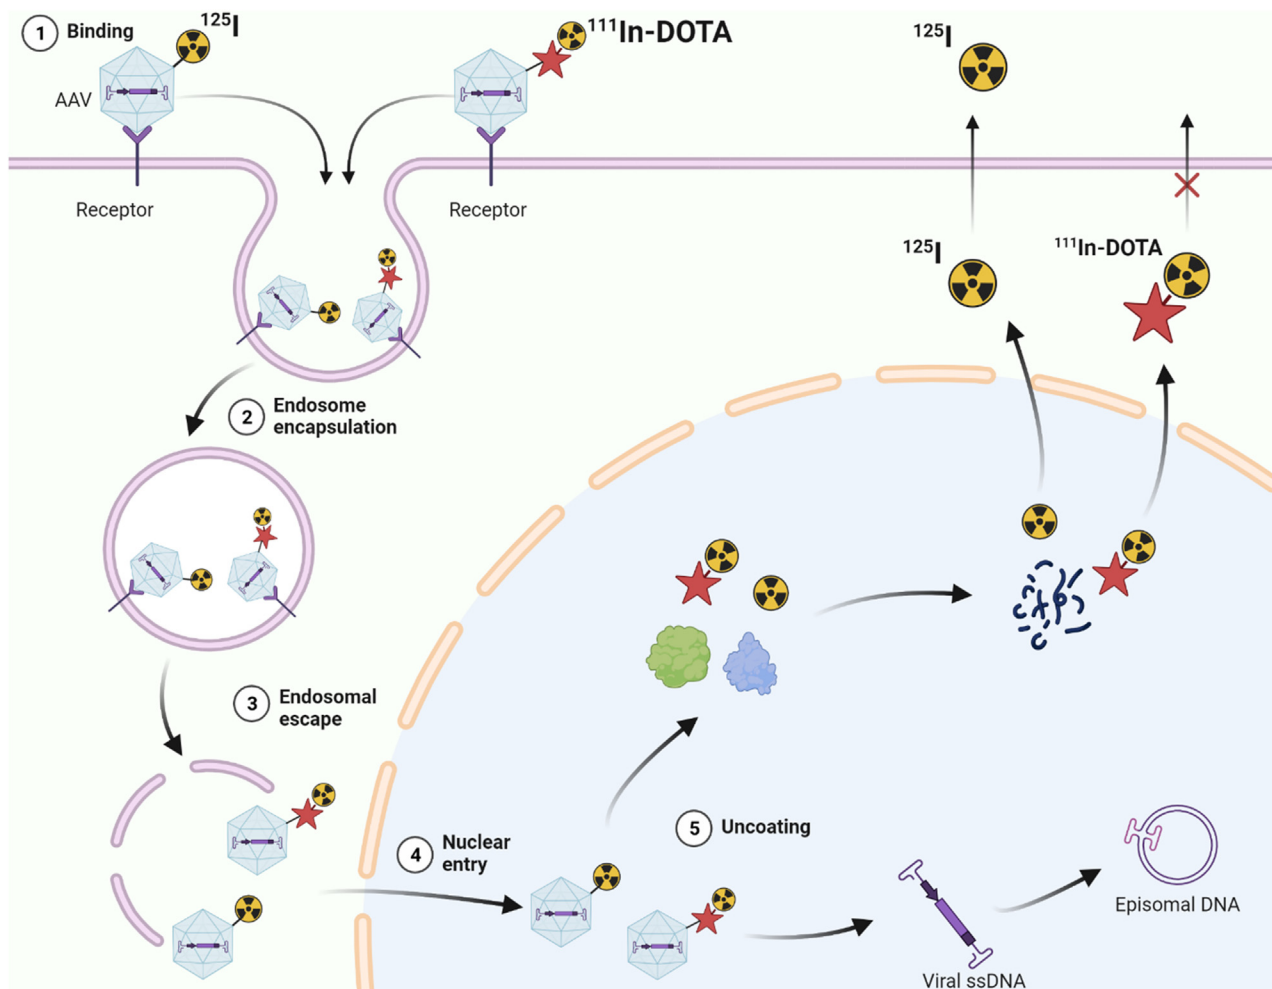 1 Binding
¹²⁵I
¹¹¹In-DOTA
¹²⁵I
AAV
Receptor
Receptor
¹²⁵I
¹¹¹In-DOTA
2 Endosome
encapsulation
3 Endosomal
escape
4 Nuclear
entry
5 Uncoating
Episomal DNA
Viral ssDNA